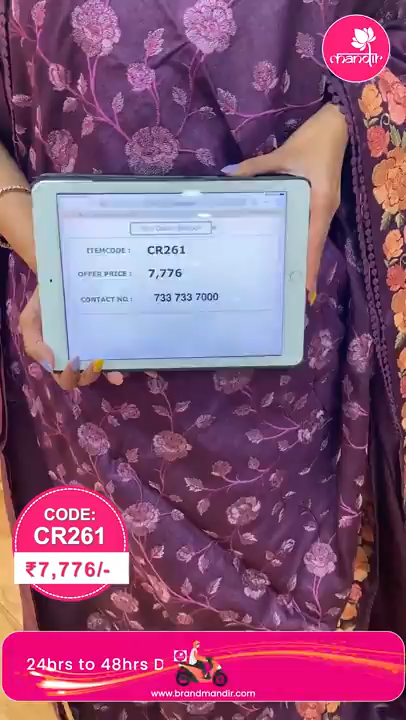 mandir
ITEMCODE : CR261
OFFER PRICE : 7,776
CONTACT NO. : 733 733 7000
CODE:
CR261
₹7,776/-
24hrs to 48hrs D
www.brandmandir.com